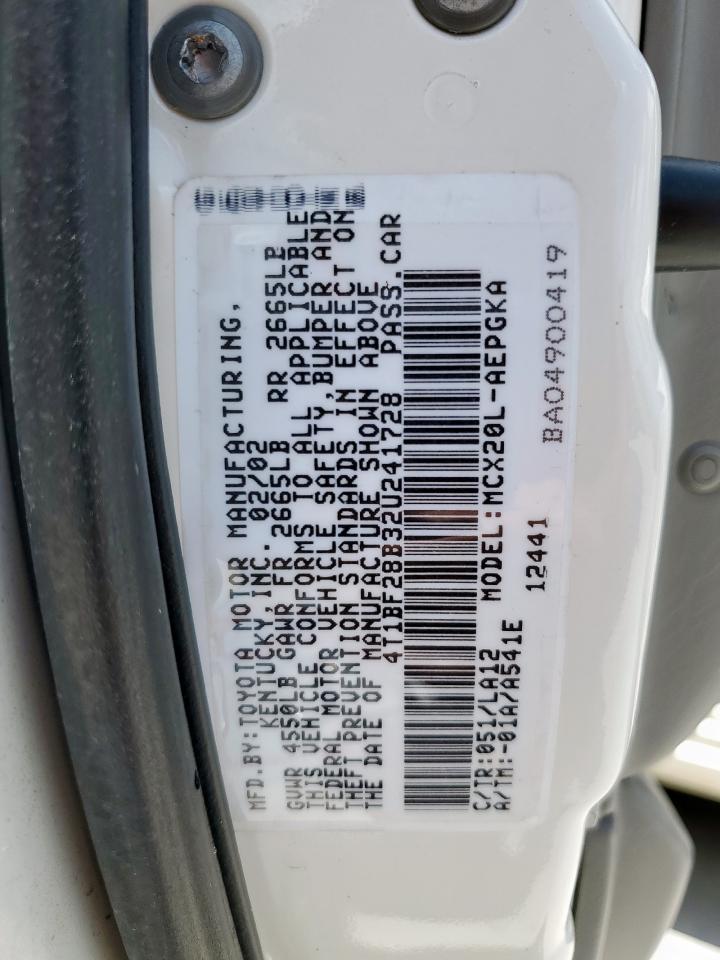 MFD.BY:TOYOTA MOTOR MANUFACTURING,
KENTUCKY,INC. 02/02
GVWR 4550LB GAWR FR 2665LB RR 2665LB
THIS VEHICLE CONFORMS TO ALL APPLICABLE
FEDERAL MOTOR VEHICLE SAFETY,BUMPER AND
THEFT PREVENTION STANDARDS IN EFFECT ON
THE DATE OF MANUFACTURE SHOWN ABOVE
4T1BF28B32U241728 PASS.CAR
C/TR:051/LA12 MODEL:MCX20L-AEPGKA
A/TM:-01A/A541E
12441 BA04900419